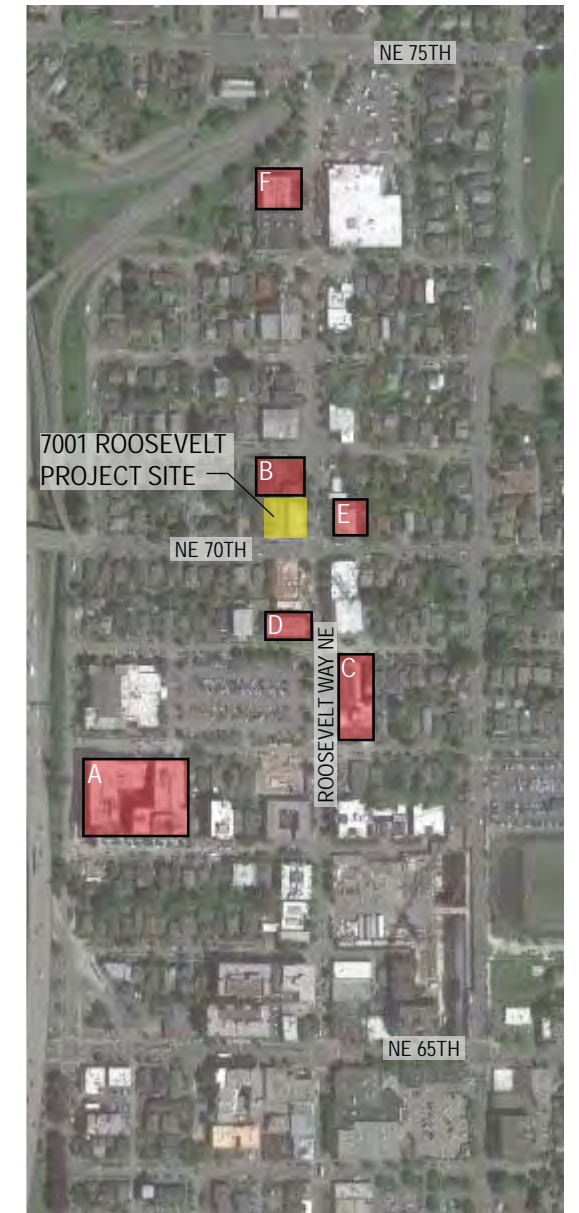 NE 75TH
F
7001 ROOSEVELT
PROJECT SITE
B
E
NE 70TH
D
ROOSEVELT WAY NE
C
A
NE 65TH